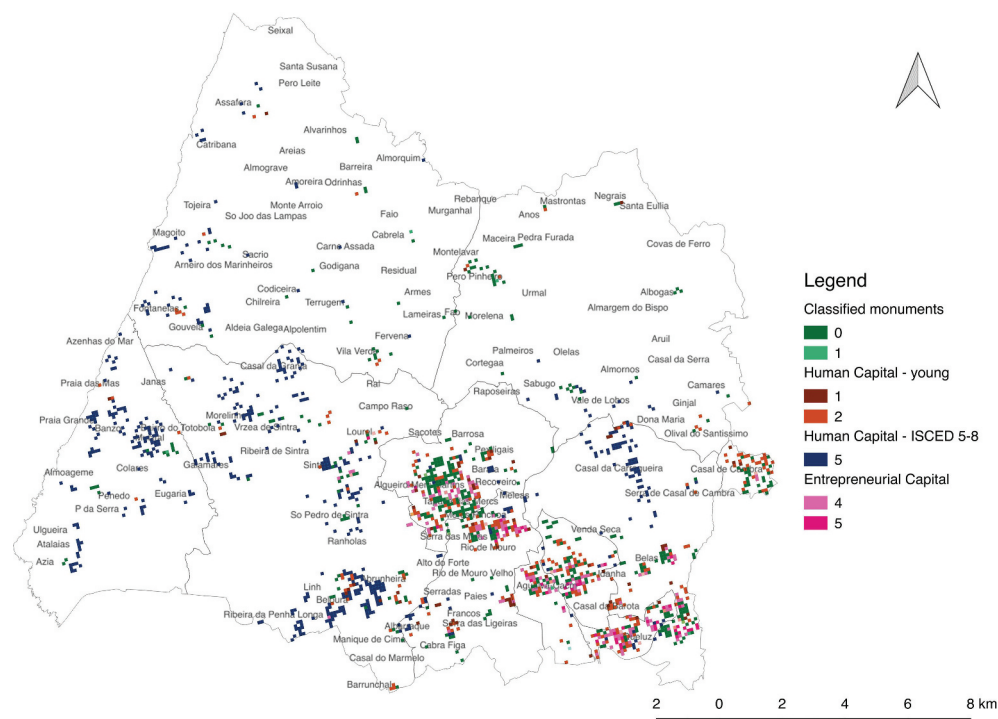 Seixal
Santa Susana
Pero Leite
Assafora
Alvarinhos
Catribana
Areias
Almorquim
Almograve
Barreira
Amoreira Odrinhas
Negrais
Rebanque
Mastrontas
Tojeira
Monte Arroio
Santa Eullia
So Joo das Lampas
Faio
Murganhal
Anos
Magoito
Cabrela
Maceira Pedra Furada
Covas de Ferro
Carne Assada
Sacrio
Montelavar
Arneiro dos Marinheiros
Godigana
Residual
Pero Pinheiro
Codiceira
Armes
Urmal
Albogas
Chilreira
Terrugem
Fontanelas
Lameiras
Morelena
Almargem do Bispo
Gouveia
Aldeia Galega
Alpolentim
Fervena
Azenhas do Mar
Aruil
Vila Verde
Palmeiros
Olelas
Casal da Serra
Casal da Granja
Cortegaa
Almornos
Praia das Mas
Janas
Rat
Sabugo
Camares
Raposeiras
Campo Raso
Vale de Lobos
Ginjal
Praia Grande
Morelinho
Dona Maria
Banzo
Vrzea de Sintra
Lourel
Sacotes
Barrosa
Olival do Santissimo
Ribeira de Sintra
Colares
Galamares
Baratã
Casal da Carregueira
Casal de Cambra
Almoageme
Recoveiro
Penedo
Eugaria
Meleas
Serra de Casal de Cambra
P da Serra
So Pedro de Sintra
Ulgueira
Venda Seca
Atalaias
Ranholas
Serra das Minas
Rio de Mouro
Azia
Alto do Forte
Belas
Rio de Mouro Velho
Linh
Serradas
Paies
Beloura
Ribeira da Penha Longa
Francos
Casal da Barota
Albarraque
Serra das Ligeiras
Manique de Cima
Cabra Figa
Queluz
Casal do Marmelo
Barrunchal
Legend
Classified monuments
0
1
Human Capital - young
1
2
Human Capital - ISCED 5-8
5
Entrepreneurial Capital
4
5
2 0 2 4 6 8 km